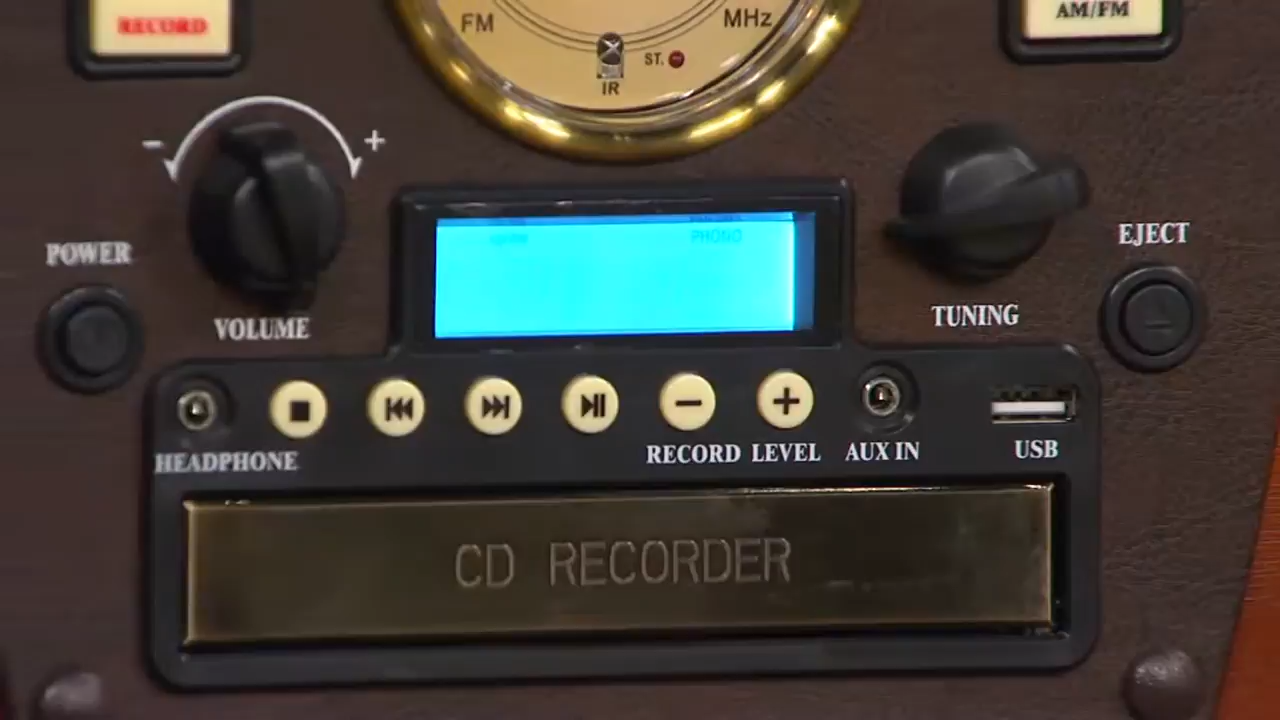 RECORD
FM
MHz
ST.
IR
AM/FM
- +
POWER
VOLUME
PHONO
TUNING
EJECT
HEADPHONE
RECORD LEVEL
AUX IN
USB
CD RECORDER